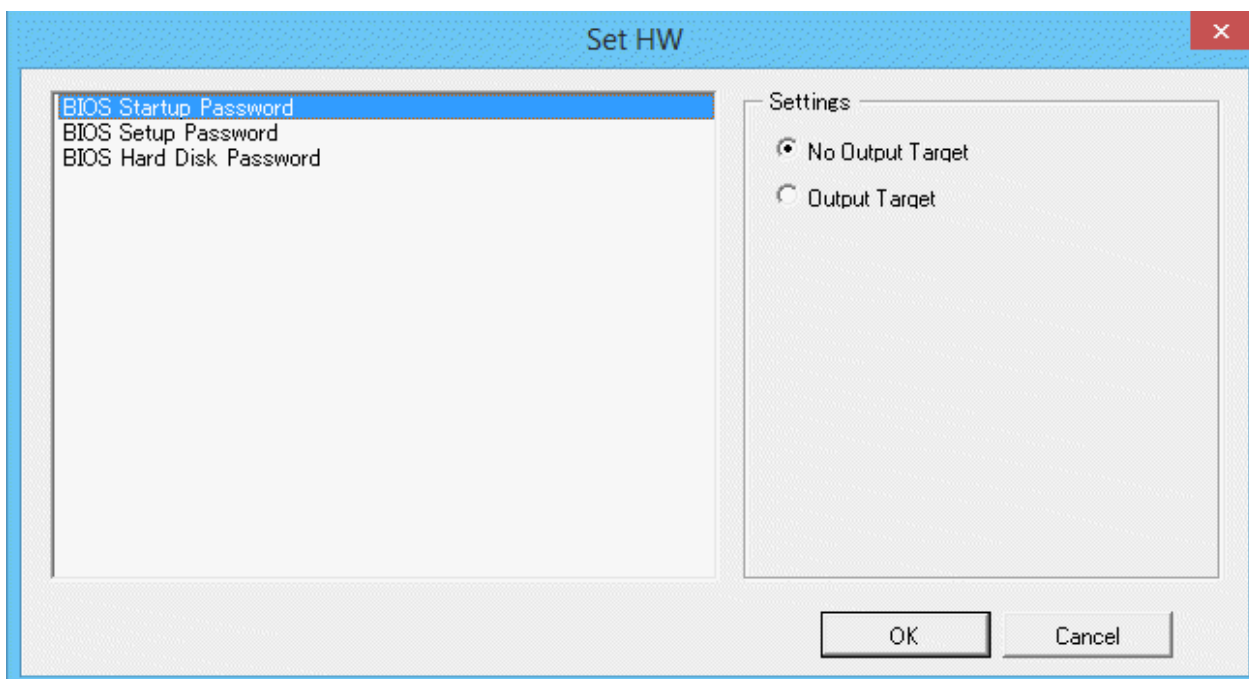 Set HW
BIOS Startup Password
BIOS Setup Password
BIOS Hard Disk Password
Settings
No Output Target
Output Target
OK
Cancel